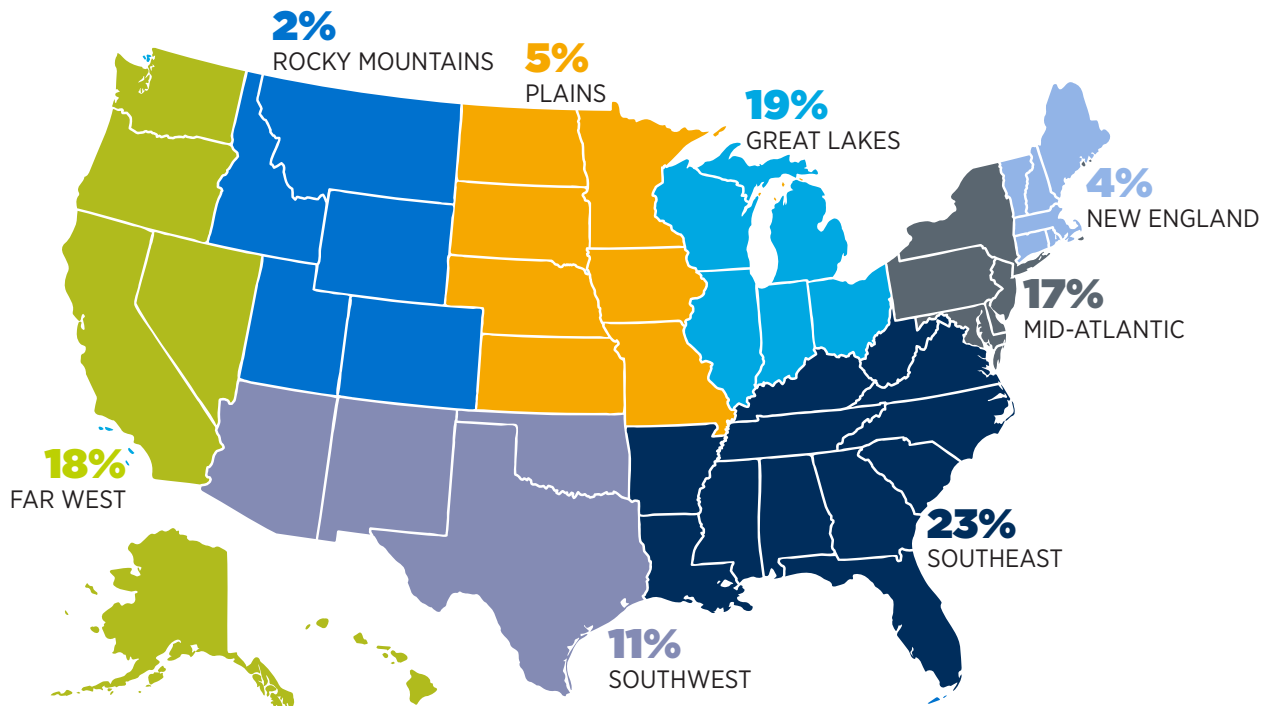 2%
ROCKY MOUNTAINS
5%
PLAINS
19%
GREAT LAKES
4%
NEW ENGLAND
17%
MID-ATLANTIC
18%
FAR WEST
23%
SOUTHEAST
11%
SOUTHWEST